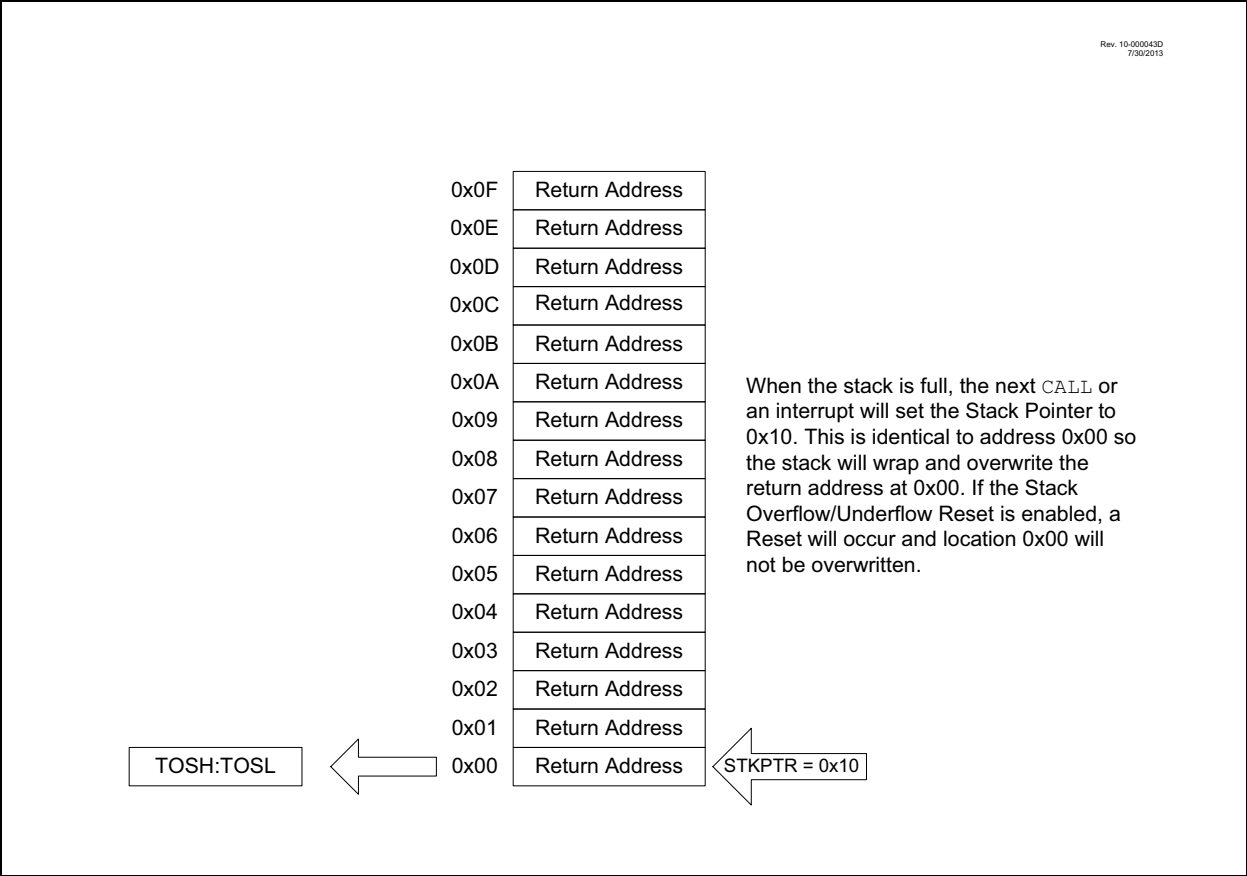 Rev. 10-000043D
7/30/2013
0x0F Return Address
0x0E Return Address
0x0D Return Address
0x0C Return Address
0x0B Return Address
0x0A Return Address
0x09 Return Address
0x08 Return Address
0x07 Return Address
0x06 Return Address
0x05 Return Address
0x04 Return Address
0x03 Return Address
0x02 Return Address
0x01 Return Address
TOSH:TOSL 0x00 Return Address STKPTR = 0x10
When the stack is full, the next CALL or
an interrupt will set the Stack Pointer to
0x10. This is identical to address 0x00 so
the stack will wrap and overwrite the
return address at 0x00. If the Stack
Overflow/Underflow Reset is enabled, a
Reset will occur and location 0x00 will
not be overwritten.